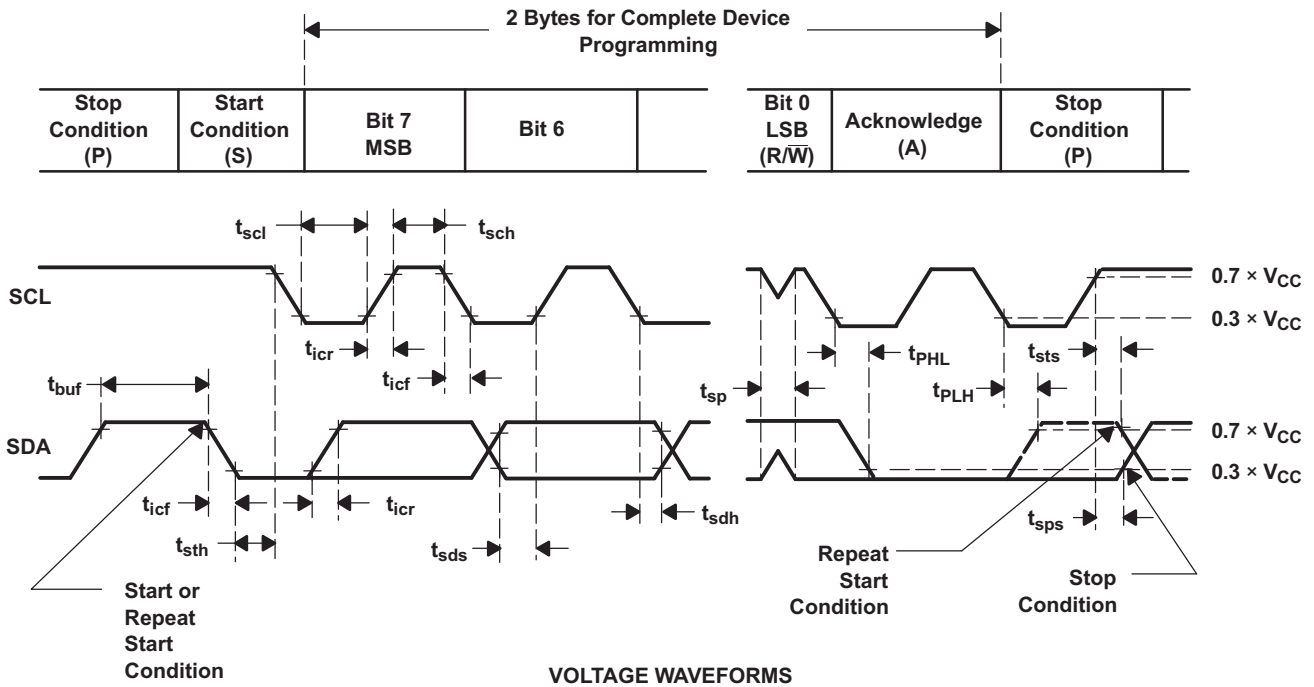 2 Bytes for Complete Device
Programming
Stop
Condition
(P)
Start
Condition
(S)
Bit 7
MSB
Bit 6
Bit 0
LSB
(R/W̅)
Acknowledge
(A)
Stop
Condition
(P)
tscl
tsch
SCL
0.7 × VCC
0.3 × VCC
ticr
tPHL
tsts
tbuf
ticf
tsp
tPLH
SDA
0.7 × VCC
0.3 × VCC
ticf
ticr
tsdh
tsps
tsth
tsds
Start or
Repeat
Start
Condition
Repeat
Start
Condition
Stop
Condition
VOLTAGE WAVEFORMS